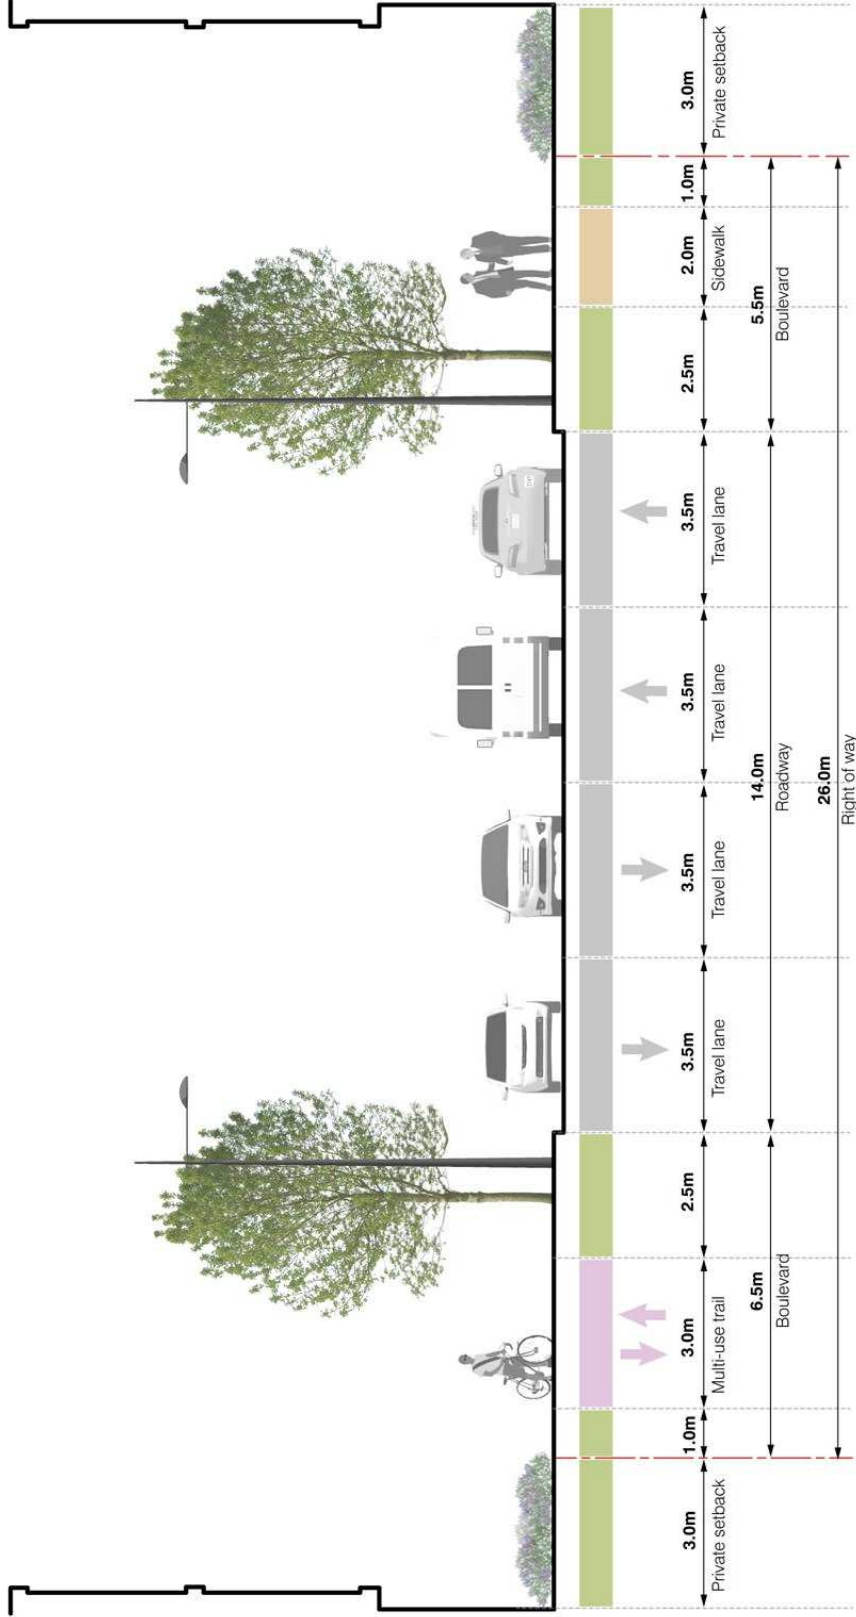 3.0m 1.0m 3.0m 2.5m 3.5m 3.5m 3.5m 3.5m 2.5m 2.0m 1.0m 3.0m
Private setback Multi-use trail Travel lane Travel lane Travel lane Travel lane Sidewalk Private setback
6.5m 14.0m 5.5m
Boulevard Roadway Boulevard
26.0m
Right of way